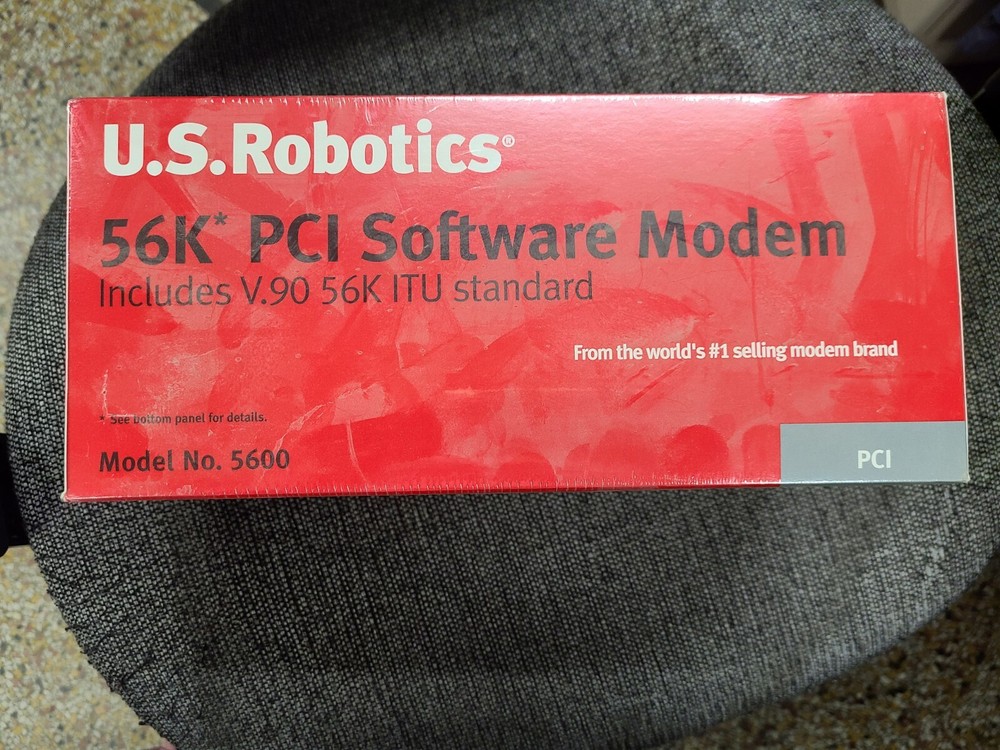 U.S.Robotics®
56K* PCI Software Modem
Includes V.90 56K ITU standard
From the world's #1 selling modem brand
* See bottom panel for details.
Model No. 5600
PCI